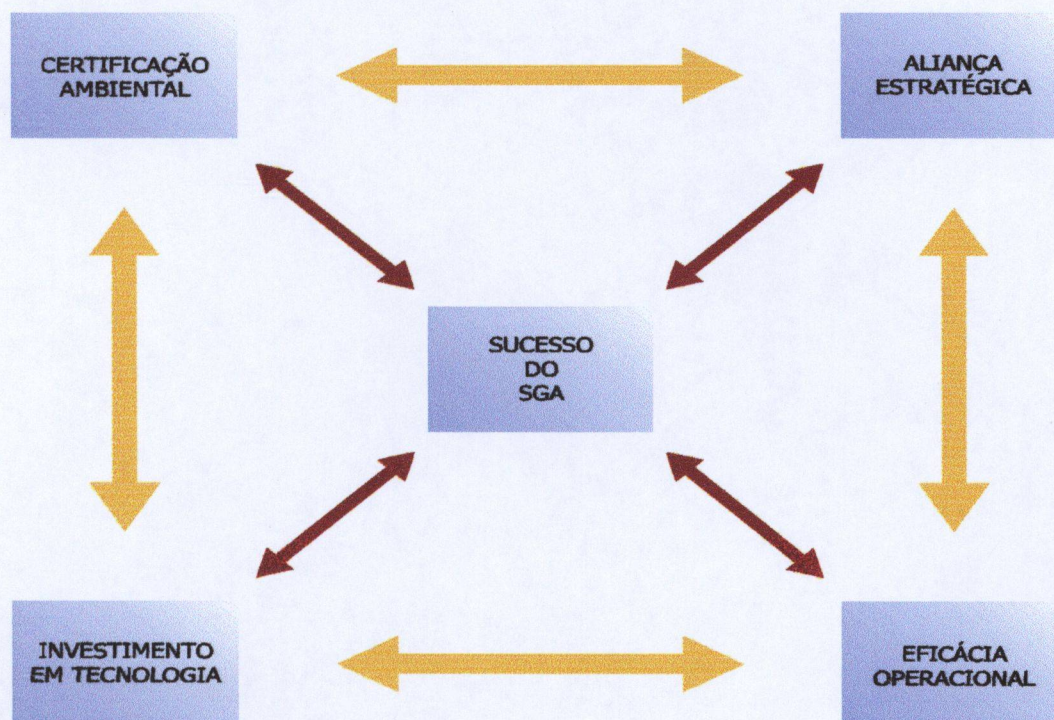 CERTIFICAÇÃO
AMBIENTAL
ALIANÇA
ESTRATÉGICA
SUCESSO
DO
SGA
INVESTIMENTO
EM TECNOLOGIA
EFICÁCIA
OPERACIONAL